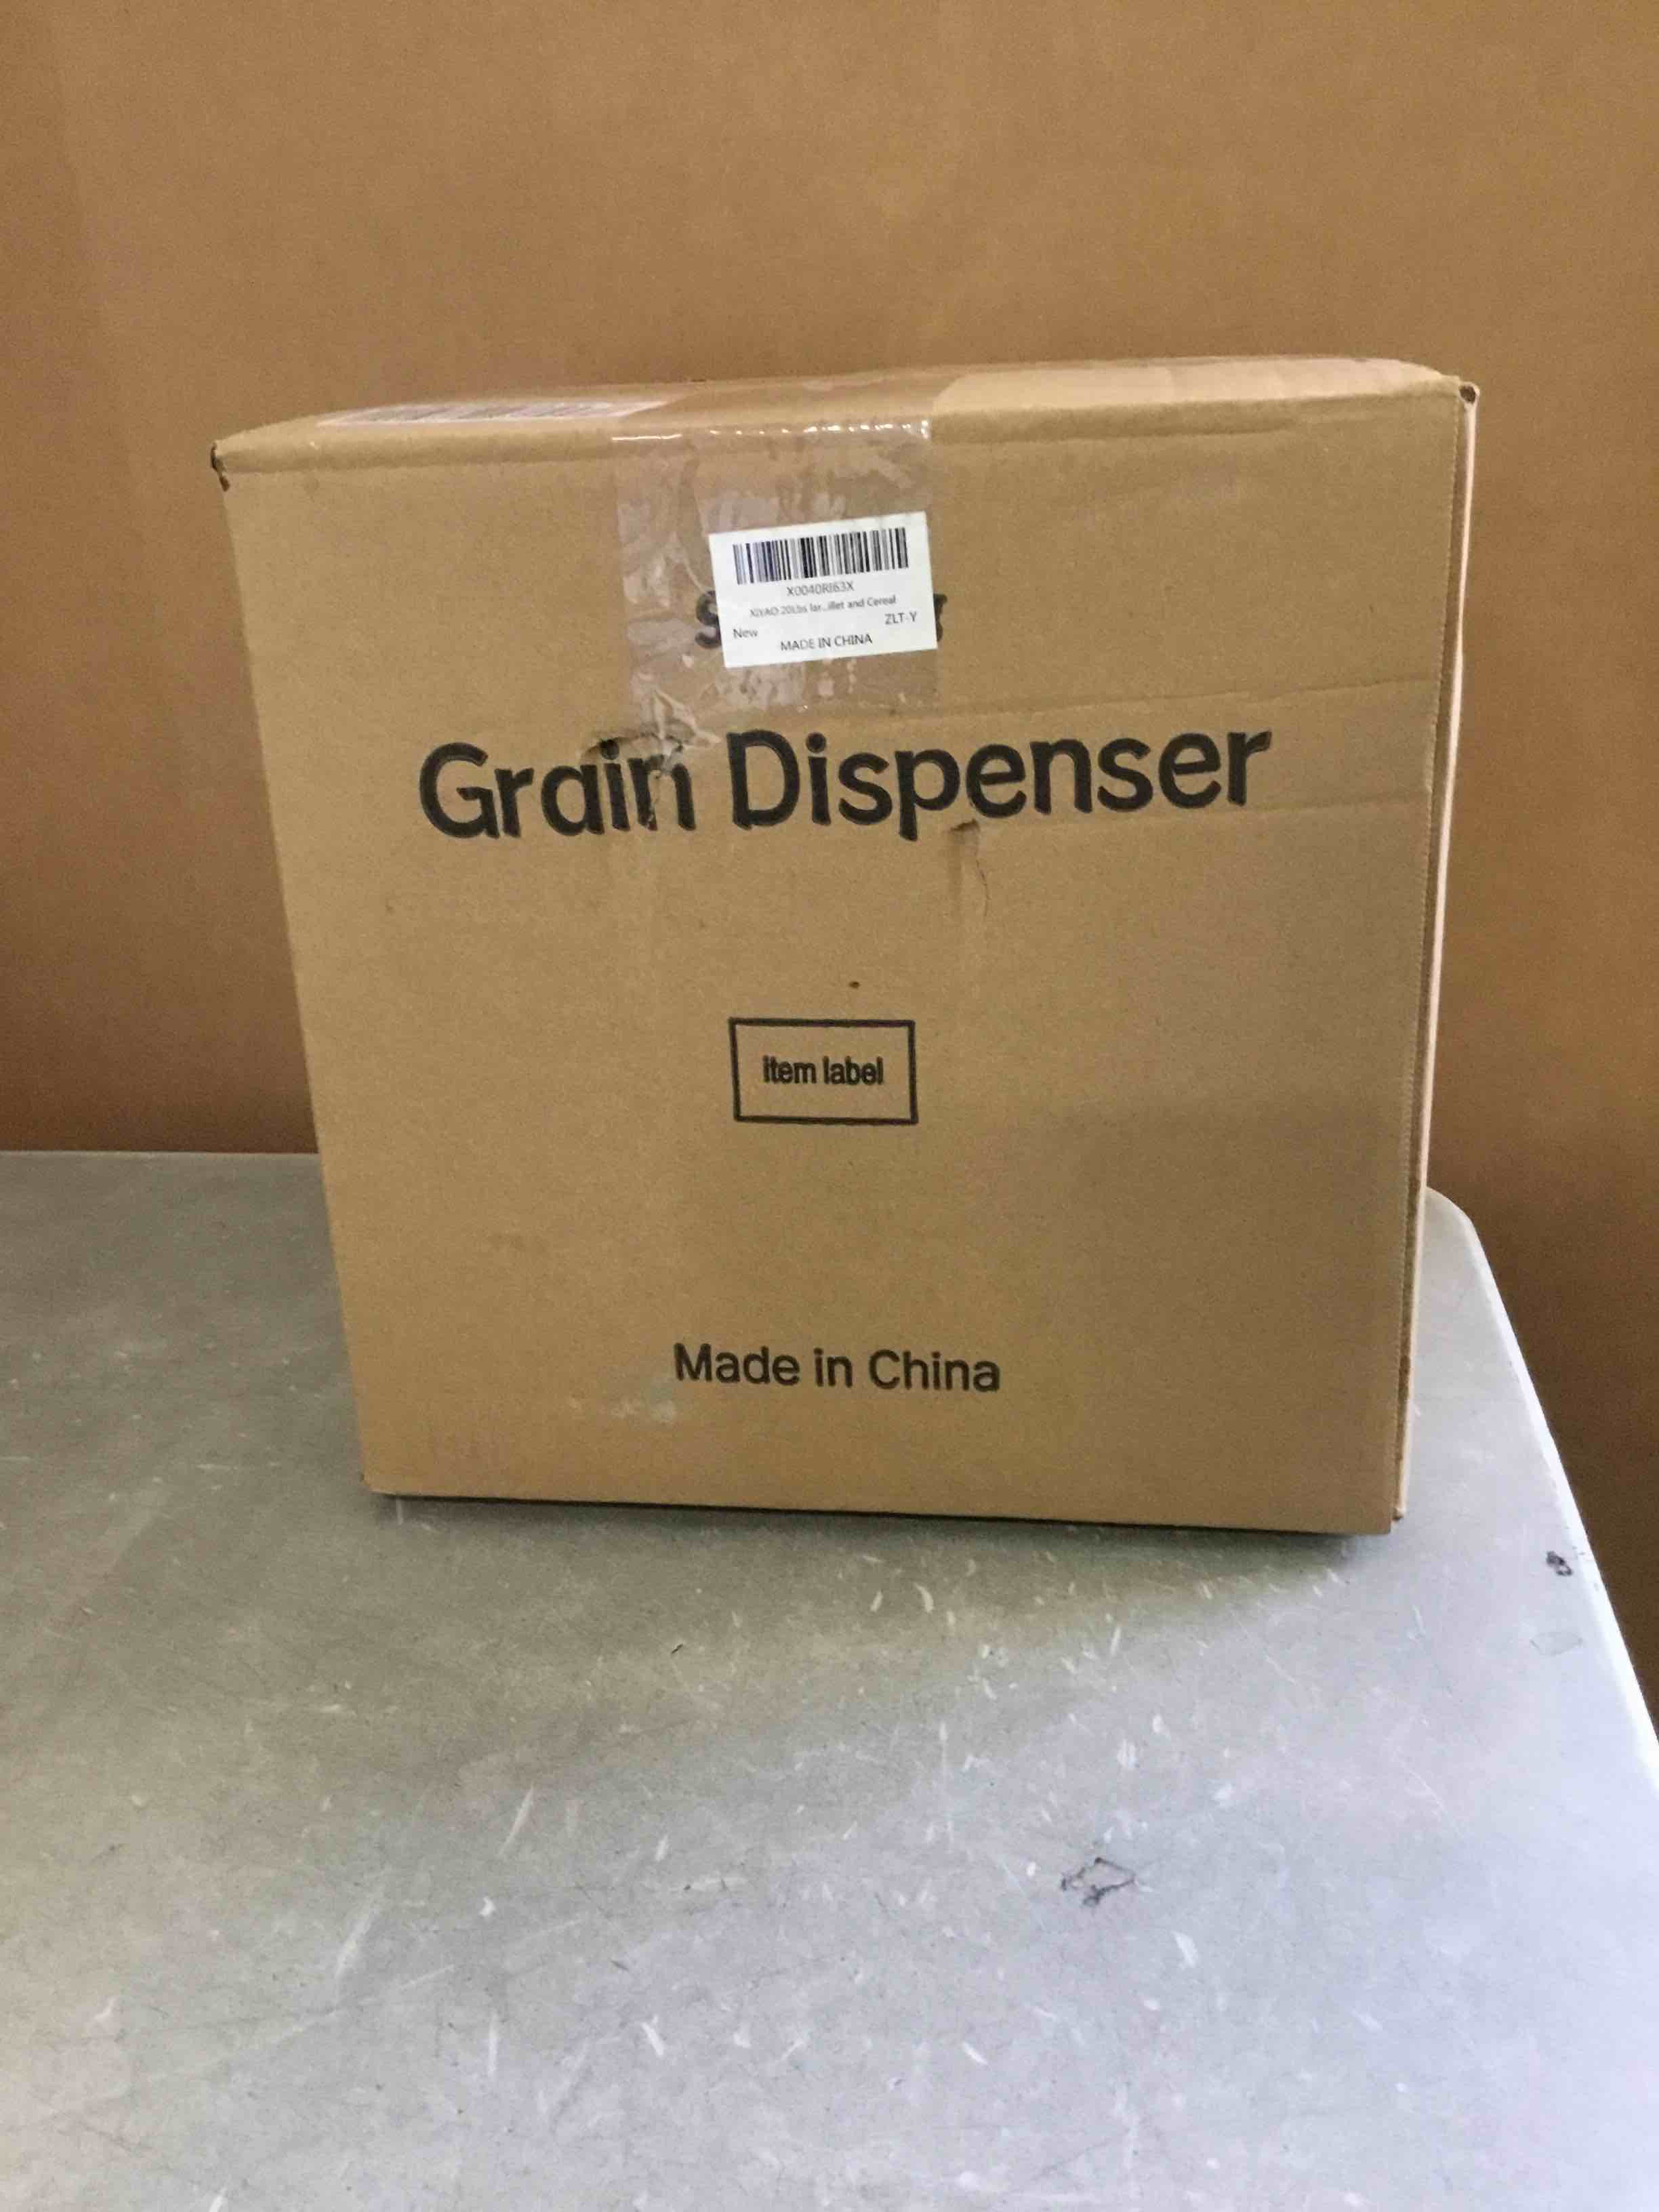 X0040RI63X
XIYAO 20Lbs lar...illet and Cereal
New
ZLT-Y
MADE IN CHINA
Grain Dispenser
Item label
Made in China